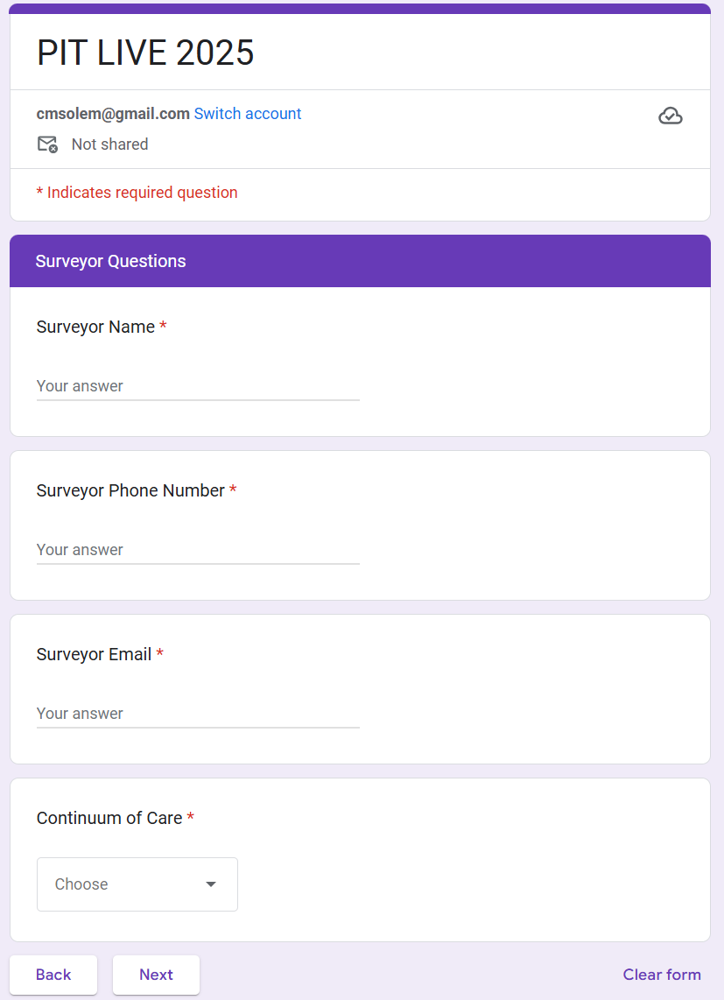 PIT LIVE 2025
cmsolem@gmail.com Switch account
Not shared
* Indicates required question
Surveyor Questions
Surveyor Name *
Your answer
Surveyor Phone Number *
Your answer
Surveyor Email *
Your answer
Continuum of Care *
Choose
Back Next Clear form